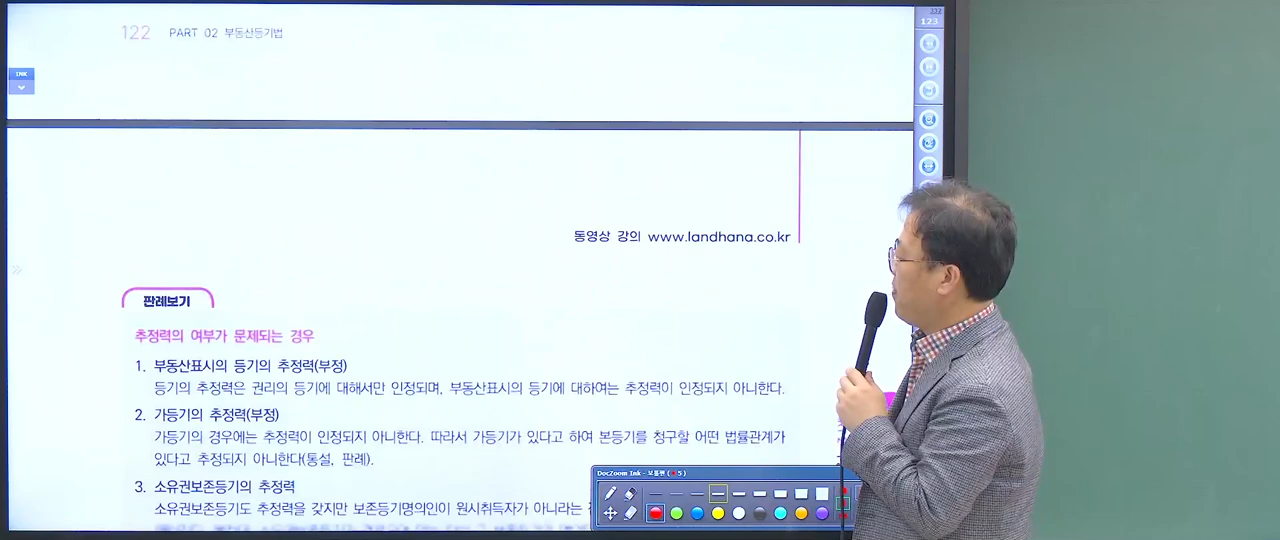 122 PART 02 부동산등기법
123
INK
동영상 강의 www.landhana.co.kr
판례보기
추정력의 여부가 문제되는 경우
1. 부동산표시의 등기의 추정력(부정)
등기의 추정력은 권리의 등기에 대해서만 인정되며, 부동산표시의 등기에 대하여는 추정력이 인정되지 아니한다.
2. 가등기의 추정력(부정)
가등기의 경우에는 추정력이 인정되지 아니한다. 따라서 가등기가 있다고 하여 본등기를 청구할 어떤 법률관계가
있다고 추정되지 아니한다(통설, 판례).
3. 소유권보존등기의 추정력
소유권보존등기도 추정력을 갖지만 보존등기명의인이 원시취득자가 아니라는
DocZoom Ink - 보통펜 ( 5 )